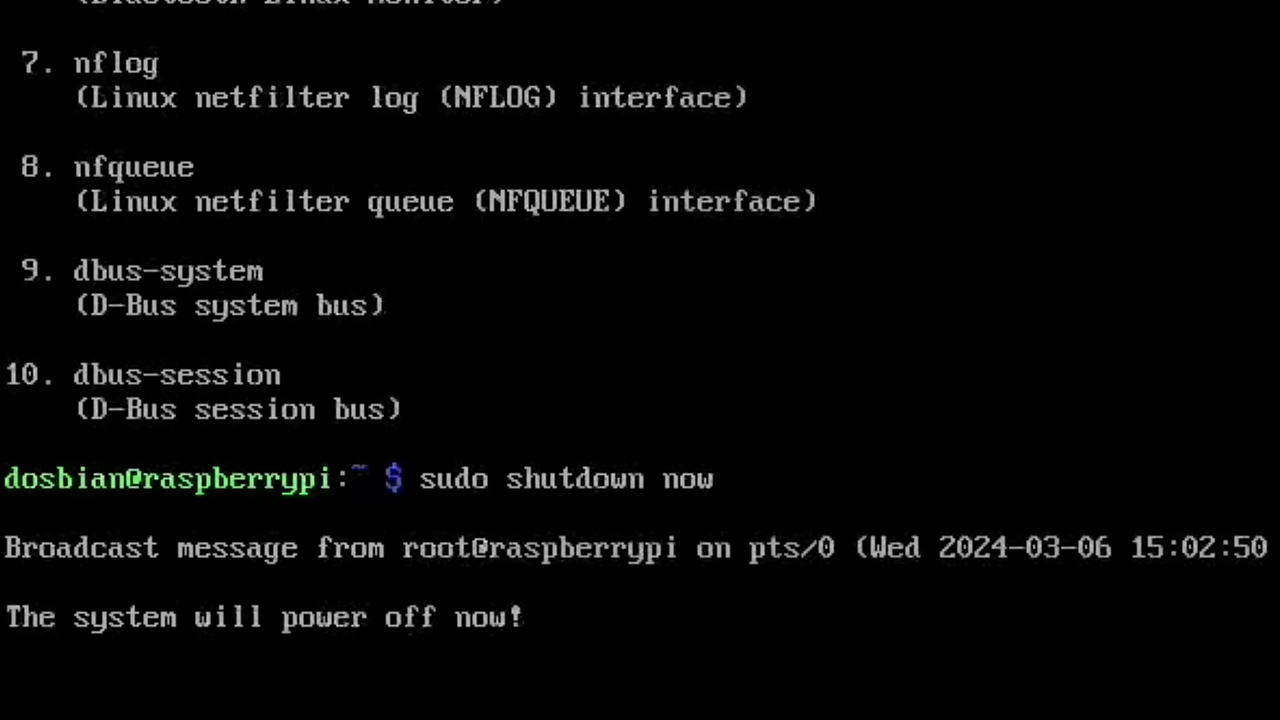 7. nflog
(Linux netfilter log (NFLOG) interface)
8. nfqueue
(Linux netfilter queue (NFQUEUE) interface)
9. dbus-system
(D-Bus system bus)
10. dbus-session
(D-Bus session bus)
dosbian@raspberrypi:~ $ sudo shutdown now
Broadcast message from root@raspberrypi on pts/0 (Wed 2024-03-06 15:02:50
The system will power off now!